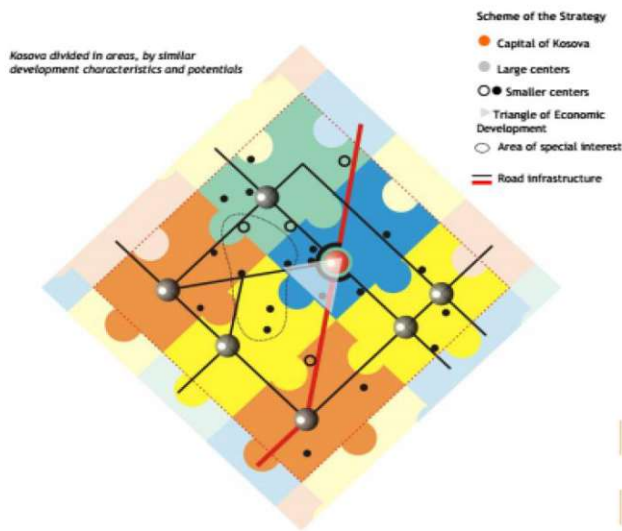 Kosova divided in areas, by similar
development characteristics and potentials
Scheme of the Strategy
Capital of Kosova
Large centers
Smaller centers
Triangle of Economic
Development
Area of special interest
Road infrastructure